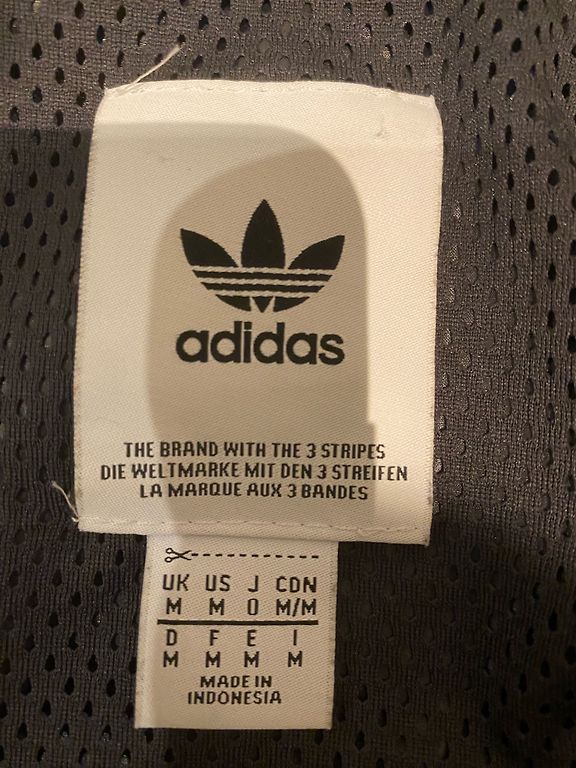 adidas
THE BRAND WITH THE 3 STRIPES
DIE WELTMARKE MIT DEN 3 STREIFEN
LA MARQUE AUX 3 BANDES
UK US J CDN
M M O M/M
D F E I
M M M M
MADE IN
INDONESIA